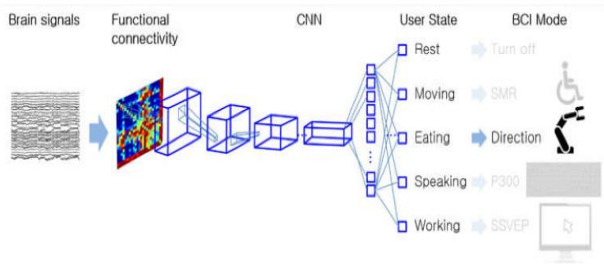 Brain signals
Functional
connectivity
CNN
User State
BCI Mode
Rest
Turn off
Moving
SMR
Eating
Direction
Speaking
P300
Working
SSVEP